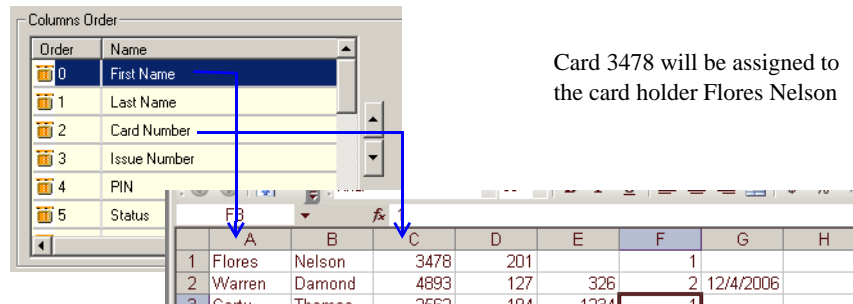 Columns Order
Order Name
0 First Name
1 Last Name
2 Card Number
3 Issue Number
4 PIN
5 Status
Card 3478 will be assigned to
the card holder Flores Nelson
F3 fx 1
A B C D E F G H
1 Flores Nelson 3478 201 1
2 Warren Damond 4893 127 326 2 12/4/2006